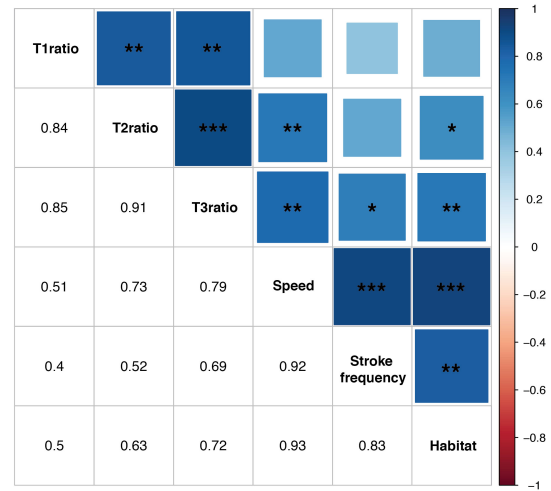 T1ratio ** **
0.84 T2ratio *** ** *
0.85 0.91 T3ratio ** * **
0.51 0.73 0.79 Speed *** ***
0.4 0.52 0.69 0.92 Stroke
frequency **
0.5 0.63 0.72 0.93 0.83 Habitat
1
0.8
0.6
0.4
0.2
0
−0.2
−0.4
−0.6
−0.8
−1